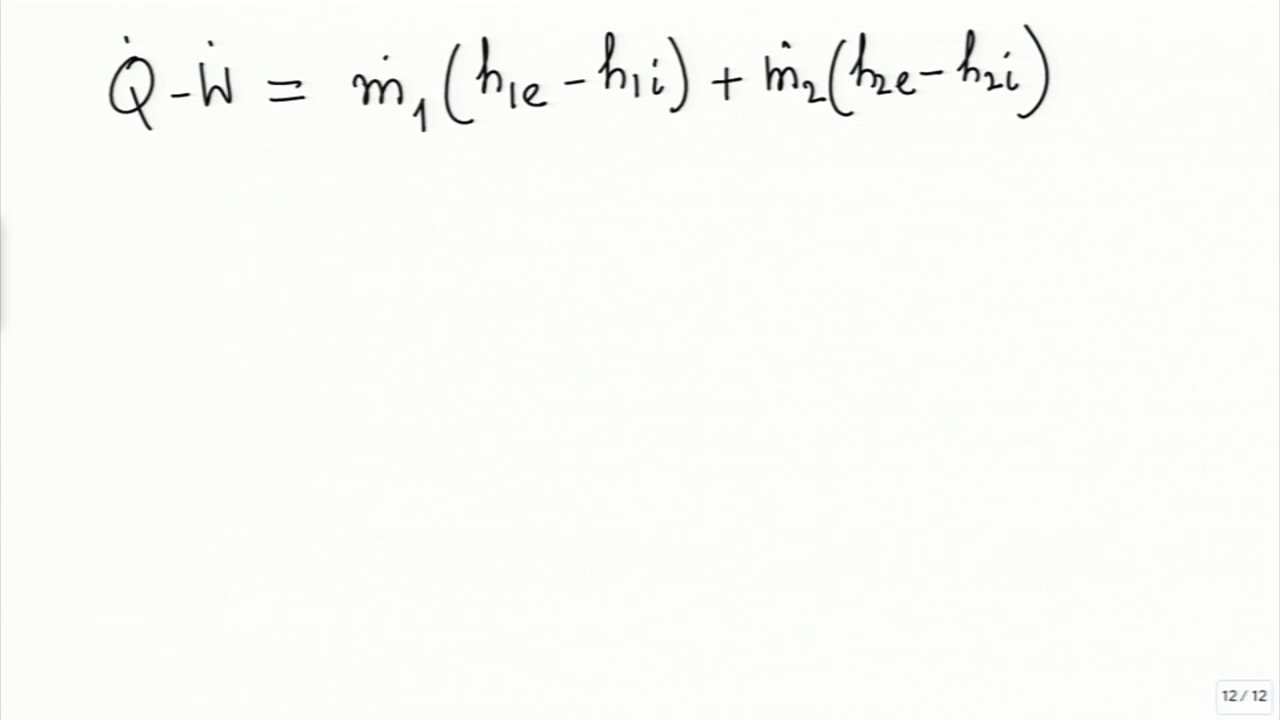 Q̇ - Ẇ = ṁ₁(h₁ₑ - h₁ᵢ) + ṁ₂(h₂ₑ - h₂ᵢ)
12 / 12